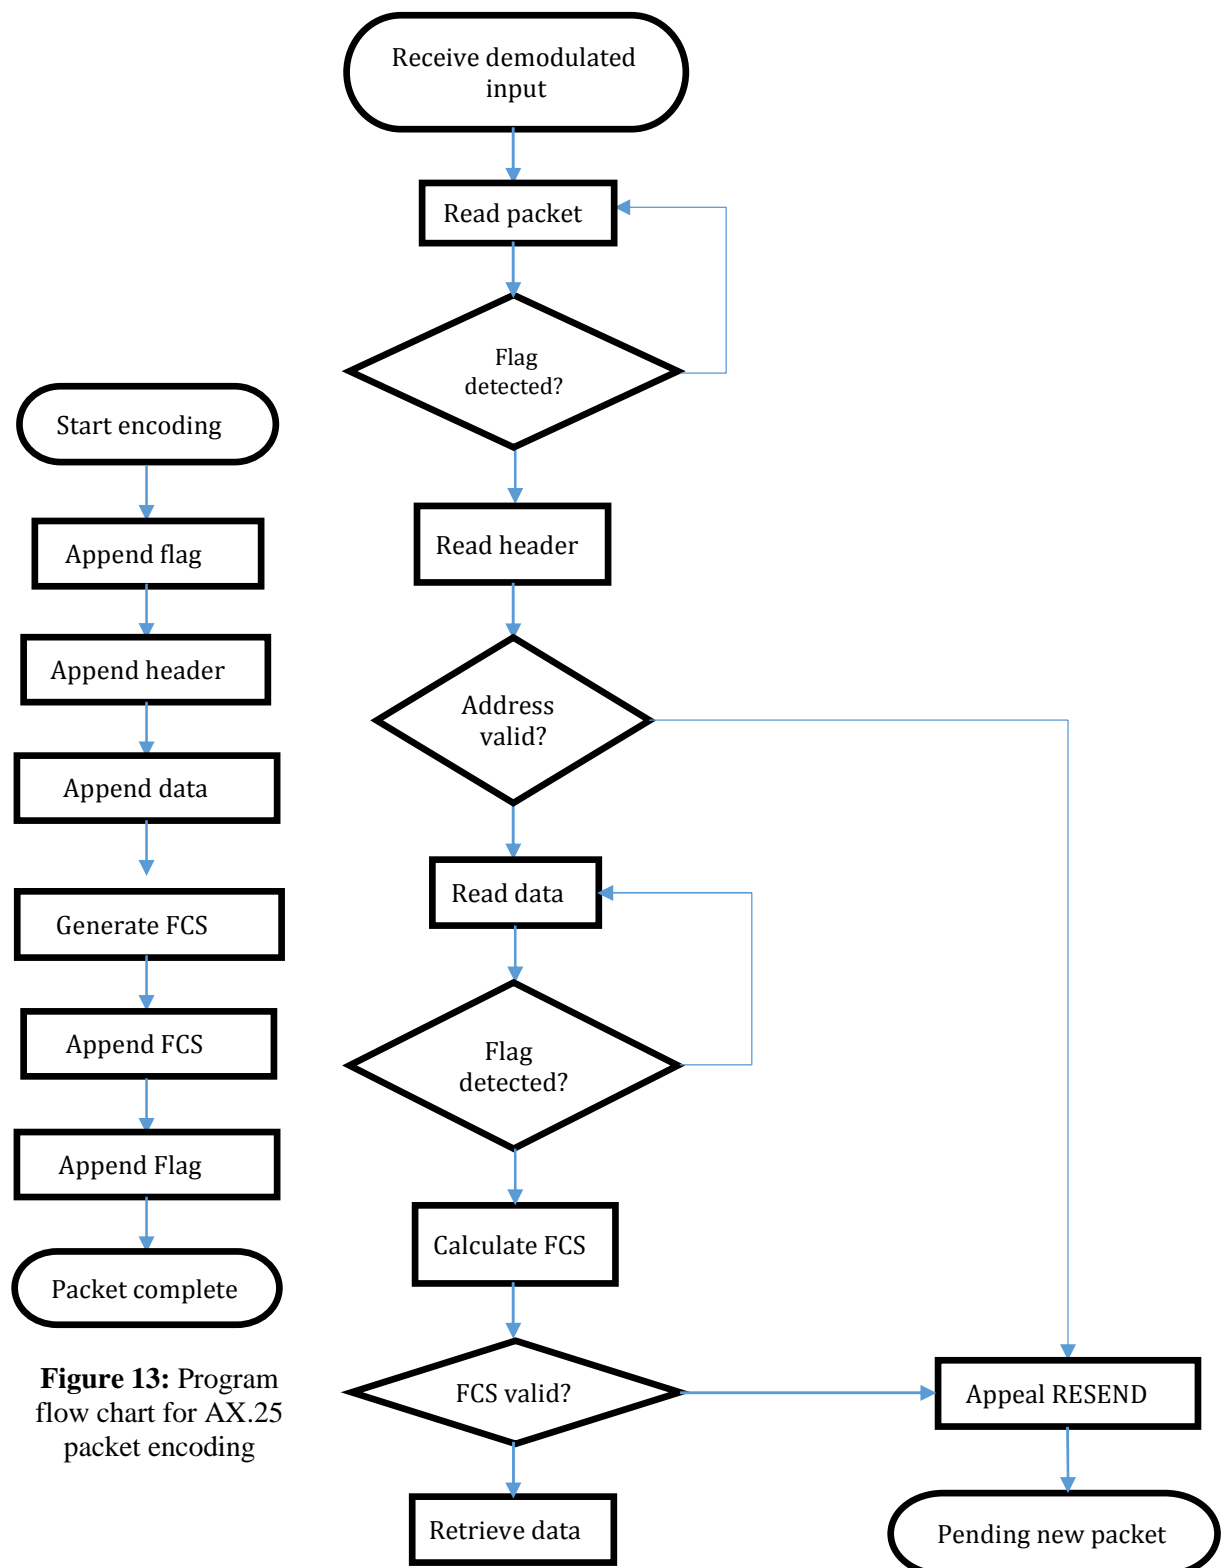 Start encoding
Append flag
Append header
Append data
Generate FCS
Append FCS
Append Flag
Packet complete
Figure 13: Program
flow chart for AX.25
packet encoding
Receive demodulated
input
Read packet
Flag
detected?
Read header
Address
valid?
Read data
Flag
detected?
Calculate FCS
FCS valid?
Retrieve data
Appeal RESEND
Pending new packet